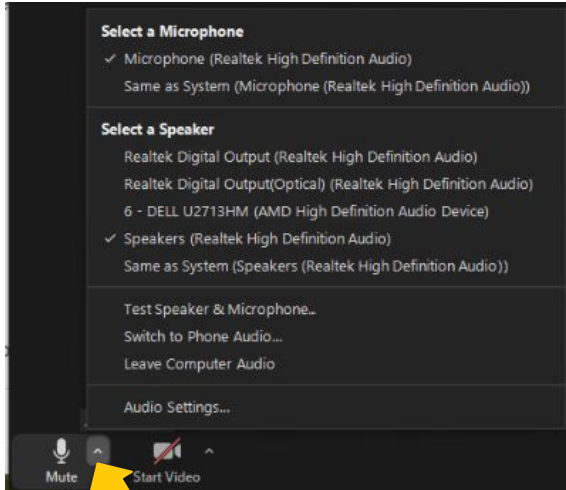 Select a Microphone
✓ Microphone (Realtek High Definition Audio)
Same as System (Microphone (Realtek High Definition Audio))
Select a Speaker
Realtek Digital Output (Realtek High Definition Audio)
Realtek Digital Output(Optical) (Realtek High Definition Audio)
6 - DELL U2713HM (AMD High Definition Audio Device)
✓ Speakers (Realtek High Definition Audio)
Same as System (Speakers (Realtek High Definition Audio))
Test Speaker & Microphone...
Switch to Phone Audio...
Leave Computer Audio
Audio Settings...
Mute Start Video